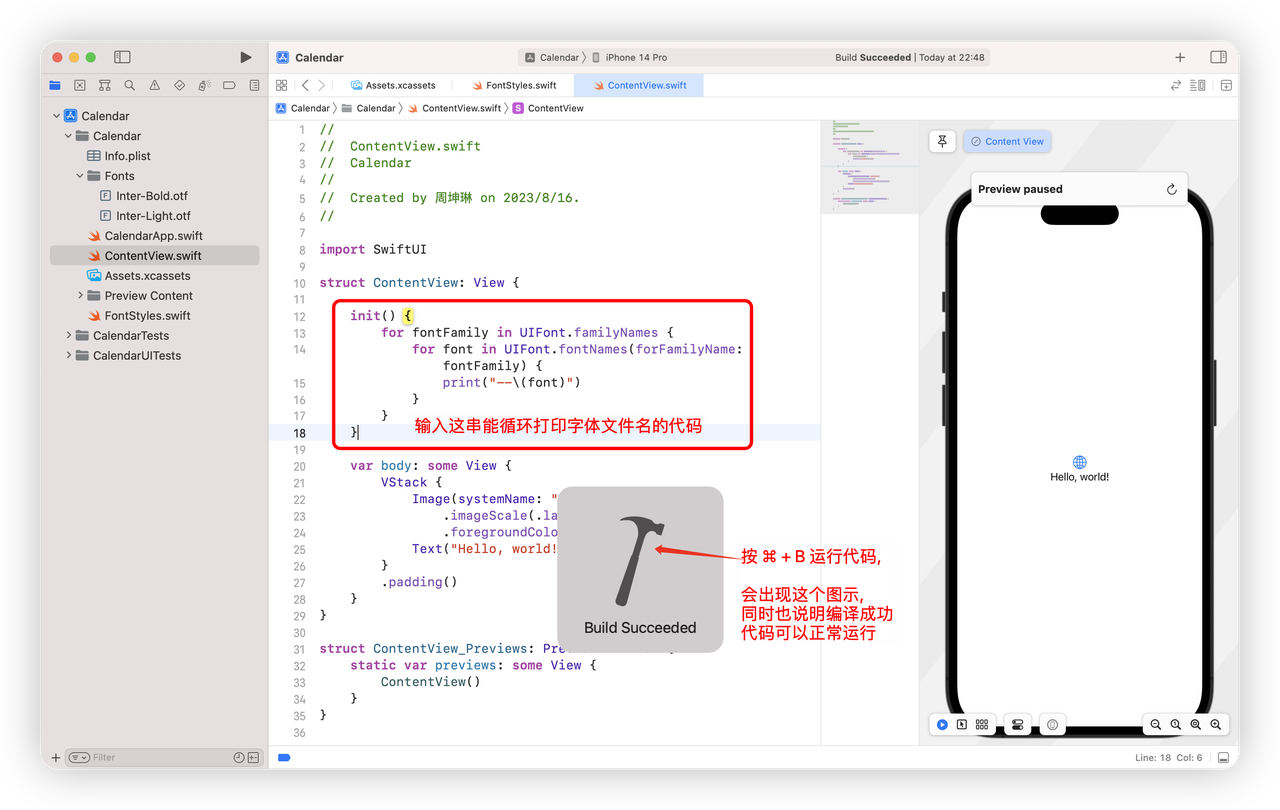 Calendar
Calendar
iPhone 14 Pro
Build Succeeded | Today at 22:48
Assets.xcassets
FontStyles.swift
ContentView.swift
Calendar
Calendar
ContentView.swift
S
ContentView
Calendar
Calendar
Info.plist
Fonts
Inter-Bold.otf
Inter-Light.otf
CalendarApp.swift
ContentView.swift
Assets.xcassets
Preview Content
FontStyles.swift
CalendarTests
CalendarUITests
Filter
1 //
2 // ContentView.swift
3 // Calendar
4 //
5 // Created by 周坤琳 on 2023/8/16.
6 //
7
8 import SwiftUI
9
10 struct ContentView: View {
11
12 init() {
13 for fontFamily in UIFont.familyNames {
14 for font in UIFont.fontNames(forFamilyName:
fontFamily) {
15 print("--\(font)")
16 }
17 }
18 }
输入这串能循环打印字体文件名的代码
19
20 var body: some View {
21 VStack {
22 Image(systemName: "
23 .imageScale(.la
24 .foregroundColo
25 Text("Hello, world!
26 }
27 .padding()
28 }
29 }
30
31 struct ContentView_Previews: Pre
32 static var previews: some View {
33 ContentView()
34 }
35 }
36
Build Succeeded
按 ⌘ + B 运行代码,
会出现这个图示,
同时也说明编译成功
代码可以正常运行
Content View
Preview paused
Hello, world!
Line: 18 Col: 6